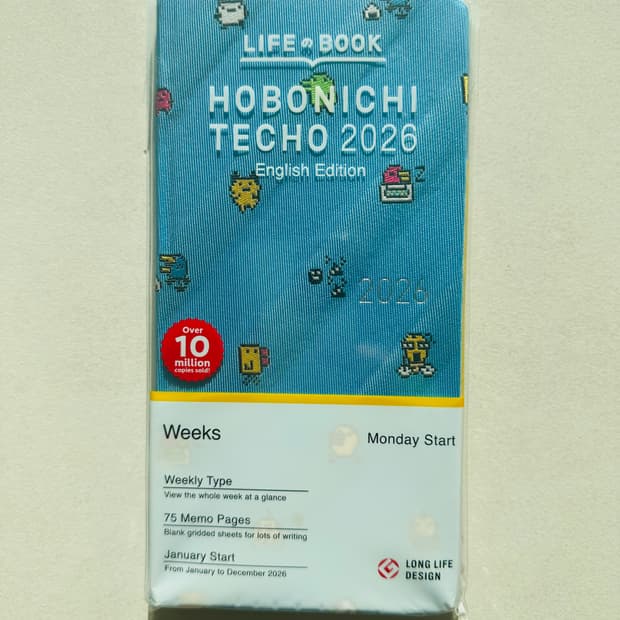 LIFE の BOOK
HOBONICHI
TECHO 2026
English Edition
2026
Over
10
million
copies sold!
Weeks
Monday Start
Weekly Type
View the whole week at a glance
75 Memo Pages
Blank gridded sheets for lots of writing
January Start
From January to December 2026
LONG LIFE
DESIGN